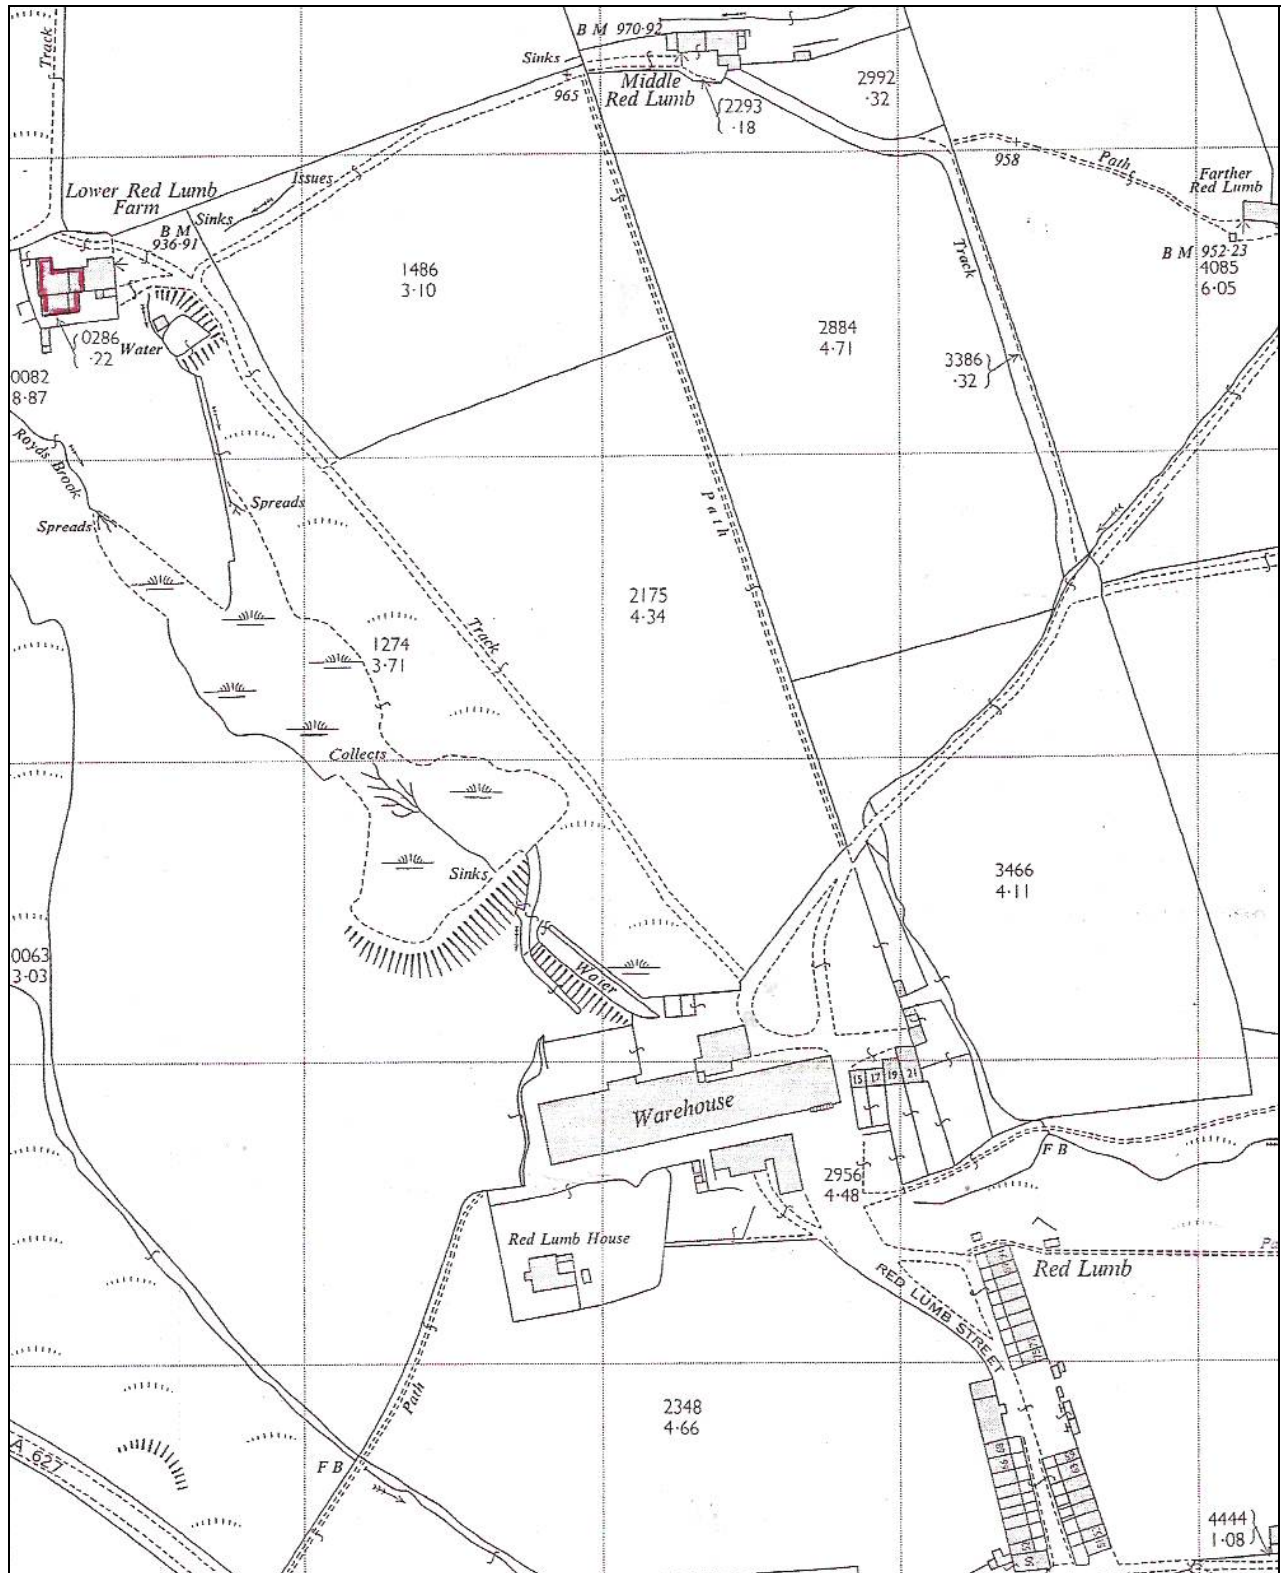 Track
B M 970·92
Sinks
965
Middle
Red Lumb
2293
·18
2992
·32
958
Path
Farther
Red Lumb
B M 952·23
4085
6·05
Lower Red Lumb
Farm
B M
936·91
Sinks
Issues
1486
3·10
Track
2884
4·71
3386
·32
0286
·22
Water
0082
8·87
Royds Brook
Spreads
Spreads
Path
2175
4·34
Track
1274
3·71
Collects
Sinks
3466
4·11
0063
3·03
Water
15 17 19 21
Warehouse
F B
2956
4·48
Red Lumb House
Red Lumb
Pa
RED LUMB STREET
Path
2348
4·66
A 627
F B
68
66
4444
1·08